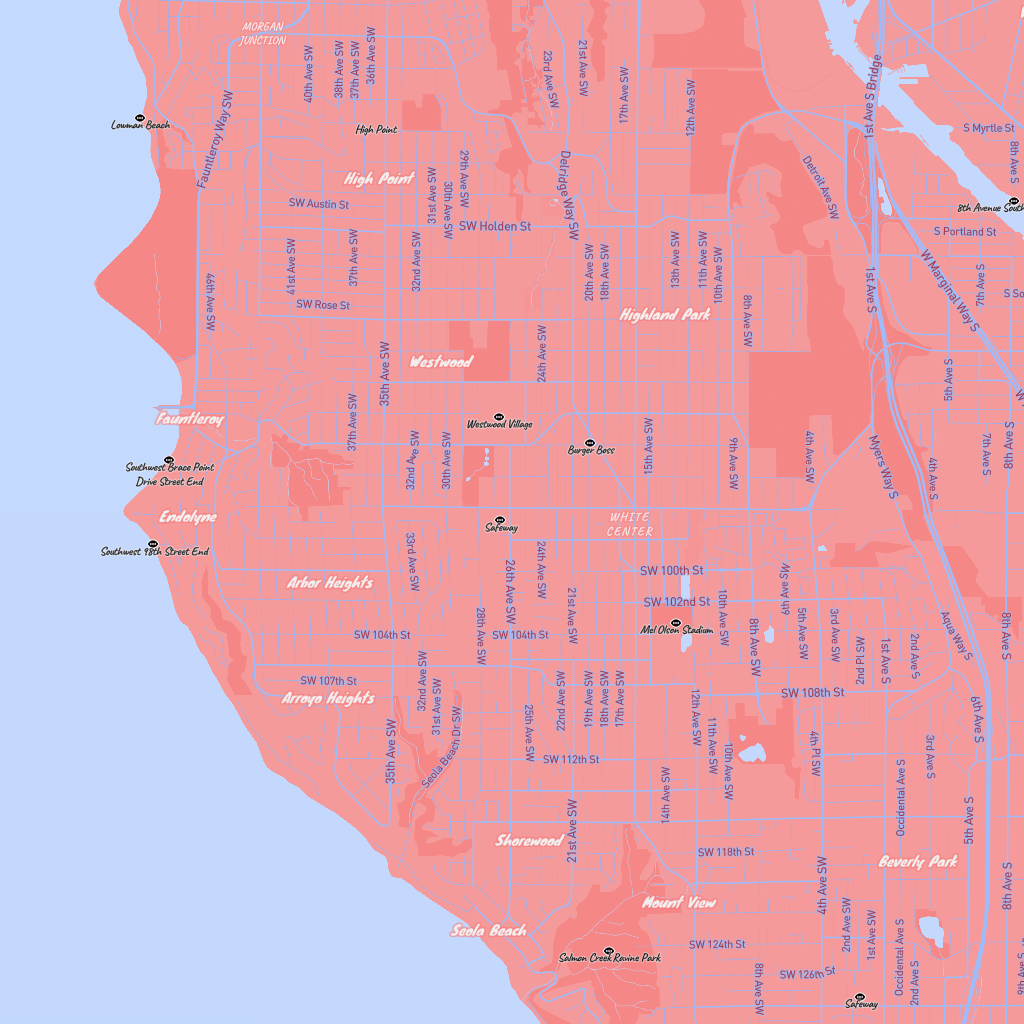 MORGAN
JUNCTION
40th Ave SW
38th Ave SW
37th Ave SW
36th Ave SW
23rd Ave SW
21st Ave SW
17th Ave SW
12th Ave SW
1st Ave S Bridge
Lowman Beach
High Point
S Myrtle St
Fauntleroy Way SW
8th Ave S
High Point
31st Ave SW
30th Ave SW
29th Ave SW
Delridge Way SW
Detroit Ave SW
SW Austin St
8th Avenue South
SW Holden St
S Portland St
41st Ave SW
37th Ave SW
32nd Ave SW
20th Ave SW
18th Ave SW
13th Ave SW
11th Ave SW
10th Ave SW
W Marginal Way S
7th Ave S
46th Ave SW
SW Rose St
Highland Park
8th Ave SW
1st Ave S
S So
Westwood
24th Ave SW
35th Ave SW
5th Ave S
W
Fauntleroy
37th Ave SW
Westwood Village
Burger Boss
15th Ave SW
9th Ave SW
4th Ave SW
Myers Way S
4th Ave S
7th Ave S
8th Ave S
Southwest Brace Point
Drive Street End
32nd Ave SW
30th Ave SW
Endolyne
Safeway
WHITE
CENTER
Southwest 98th Street End
33rd Ave SW
24th Ave SW
SW 100th St
Arbor Heights
26th Ave SW
21st Ave SW
SW 102nd St
10th Ave SW
6th Ave SW
Mel Olson Stadium
SW 104th St
28th Ave SW
SW 104th St
8th Ave SW
5th Ave SW
3rd Ave SW
2nd Pl SW
1st Ave S
2nd Ave S
Aqua Way S
8th Ave S
SW 107th St
32nd Ave SW
31st Ave SW
22nd Ave SW
19th Ave SW
18th Ave SW
17th Ave SW
SW 108th St
Arroyo Heights
25th Ave SW
12th Ave SW
11th Ave SW
10th Ave SW
6th Ave S
35th Ave SW
Seola Beach Dr SW
SW 112th St
4th Pl SW
3rd Ave S
14th Ave SW
Occidental Ave S
5th Ave S
Shorewood
21st Ave SW
SW 118th St
Beverly Park
4th Ave SW
8th Ave S
Mount View
Seola Beach
2nd Ave SW
1st Ave SW
Occidental Ave S
2nd Ave S
SW 124th St
Salmon Creek Ravine Park
8th Ave SW
SW 126th St
9th Ave S
Safeway